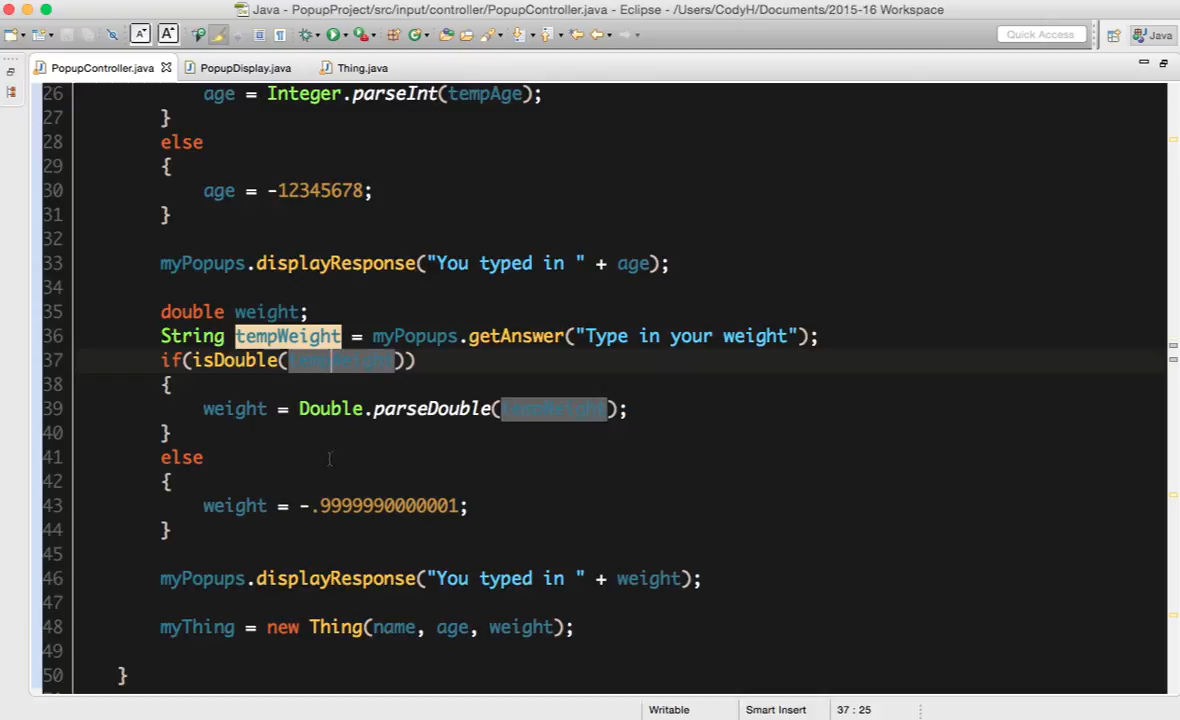 Java - PopupProject/src/input/controller/PopupController.java - Eclipse - /Users/CodyH/Documents/2015-16 Workspace
Quick Access
Java
PopupController.java
PopupDisplay.java
Thing.java
26 age = Integer.parseInt(tempAge);
27 }
28 else
29 {
30 age = -12345678;
31 }
32
33 myPopups.displayResponse("You typed in " + age);
34
35 double weight;
36 String tempWeight = myPopups.getAnswer("Type in your weight");
37 if(isDouble(tempWeight))
38 {
39 weight = Double.parseDouble(tempWeight);
40 }
41 else
42 {
43 weight = -.9999990000001;
44 }
45
46 myPopups.displayResponse("You typed in " + weight);
47
48 myThing = new Thing(name, age, weight);
49
50 }
Writable
Smart Insert
37 : 25